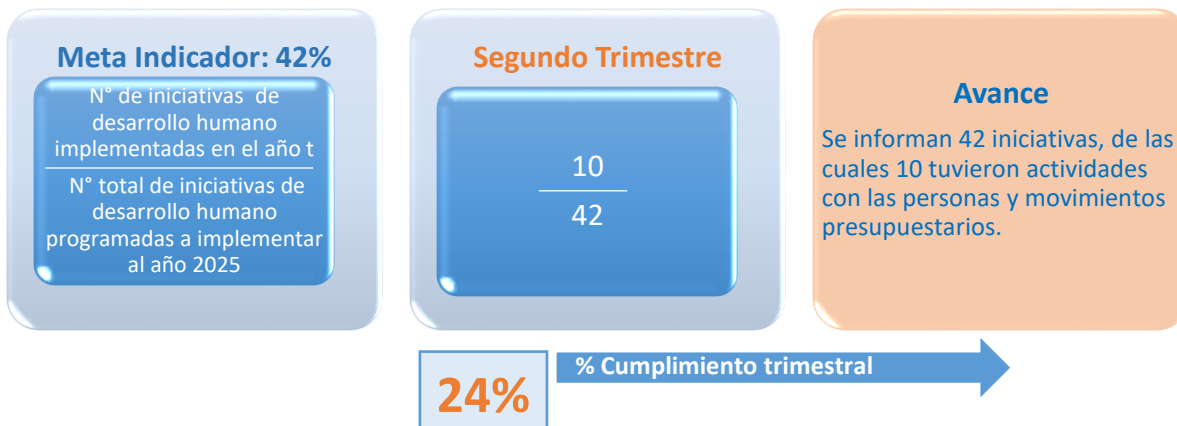 Meta Indicador: 42%
N° de iniciativas de
desarrollo humano
implementadas en el año t
N° total de iniciativas de
desarrollo humano
programadas a implementar
al año 2025
Segundo Trimestre
10
42
Avance
Se informan 42 iniciativas, de las
cuales 10 tuvieron actividades
con las personas y movimientos
presupuestarios.
% Cumplimiento trimestral
24%